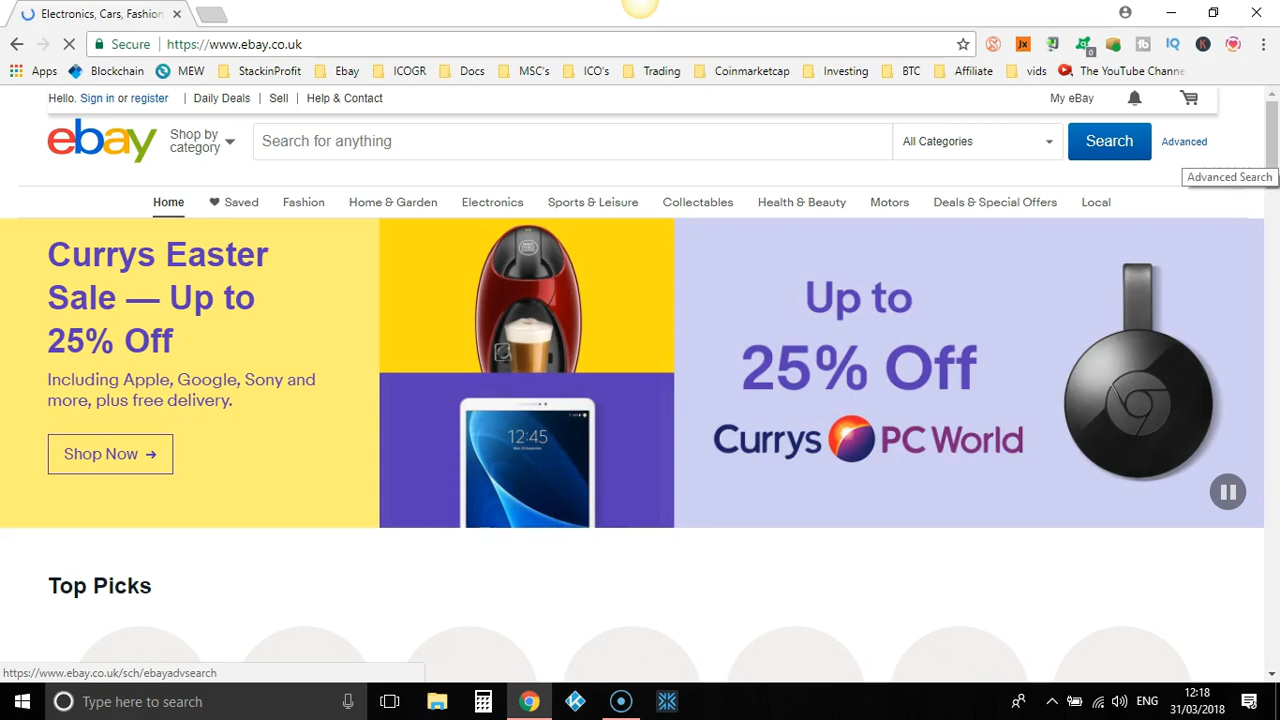 Electronics, Cars, Fashion
Secure
https://www.ebay.co.uk
Jx
0
tb
IQ
K
Apps
Blockchain
MEW
StackinProfit
Ebay
ICOGR
Docs
MSC's
ICO's
Trading
Coinmarketcap
Investing
BTC
Affiliate
vids
The YouTube Channe
Hello. Sign in or register
Daily Deals
Sell
Help & Contact
My eBay
ebay
Shop by
category
Search for anything
All Categories
Search
Advanced
Advanced Search
Home
Saved
Fashion
Home & Garden
Electronics
Sports & Leisure
Collectables
Health & Beauty
Motors
Deals & Special Offers
Local
Currys Easter
Sale — Up to
25% Off
Including Apple, Google, Sony and
more, plus free delivery.
Shop Now
12:45
Up to
25% Off
Currys PC World
Top Picks
https://www.ebay.co.uk/sch/ebayadvsearch
Type here to search
ENG
12:18
31/03/2018